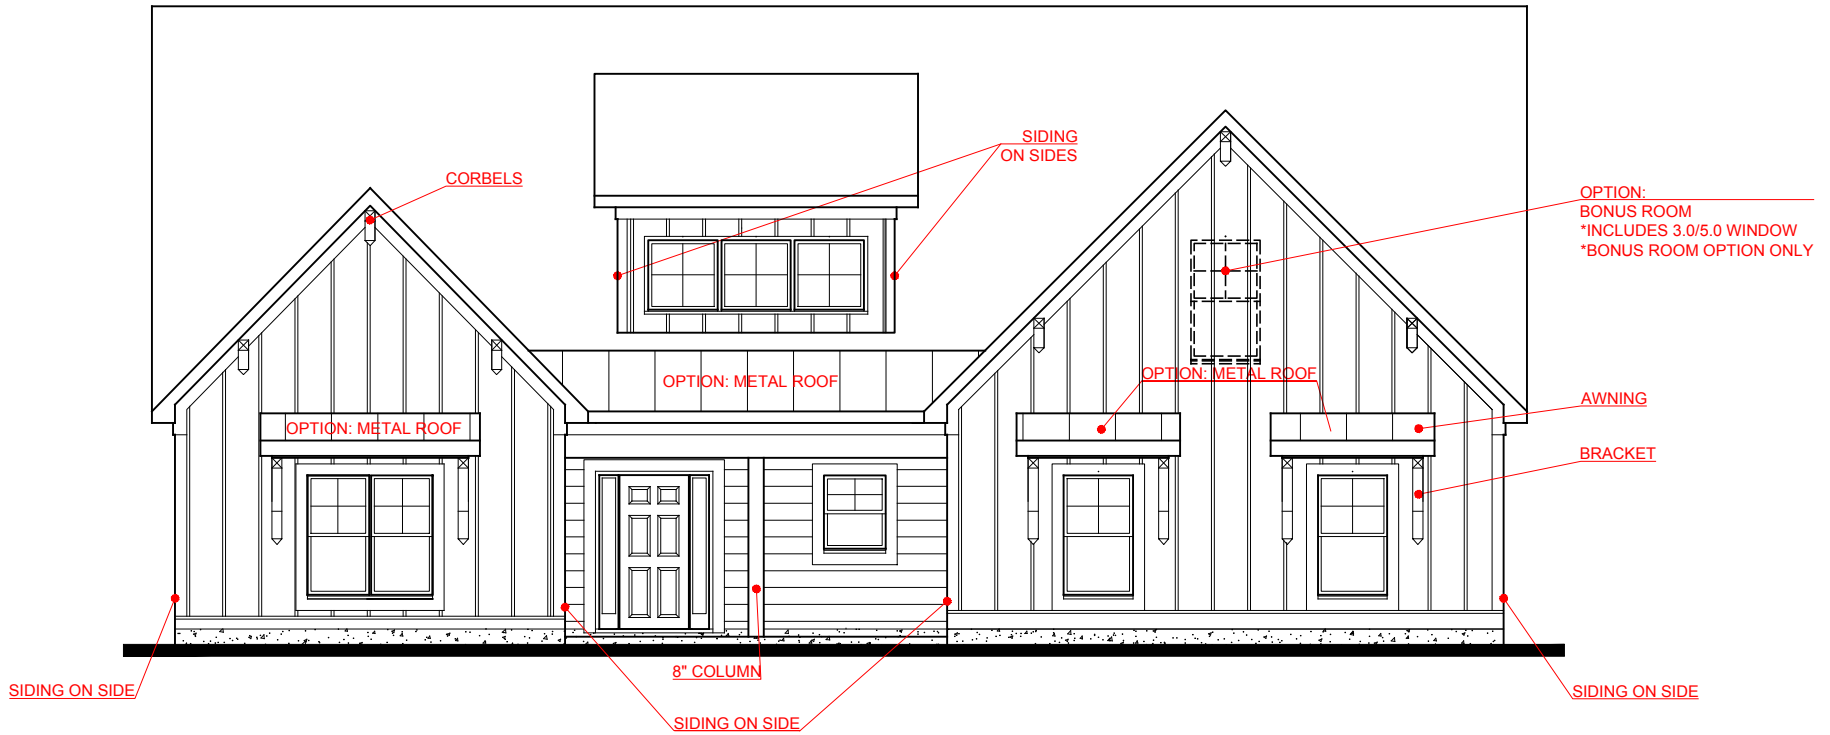 SIDING
ON SIDES
CORBELS
OPTION:
BONUS ROOM
*INCLUDES 3.0/5.0 WINDOW
*BONUS ROOM OPTION ONLY
OPTION: METAL ROOF
OPTION: METAL ROOF
AWNING
OPTION: METAL ROOF
BRACKET
8" COLUMN
SIDING ON SIDE
SIDING ON SIDE
SIDING ON SIDE